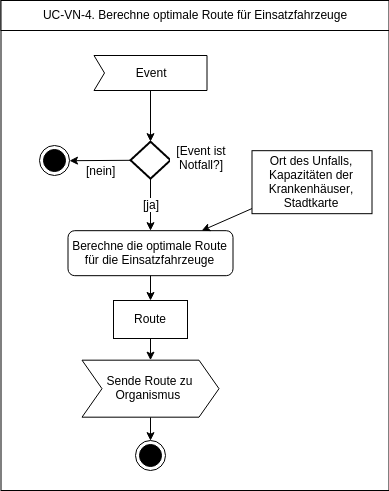 UC-VN-4. Berechne optimale Route für Einsatzfahrzeuge
Event
[Event ist
Notfall?]
[nein]
[ja]
Ort des Unfalls,
Kapazitäten der
Krankenhäuser,
Stadtkarte
Berechne die optimale Route
für die Einsatzfahrzeuge
Route
Sende Route zu
Organismus